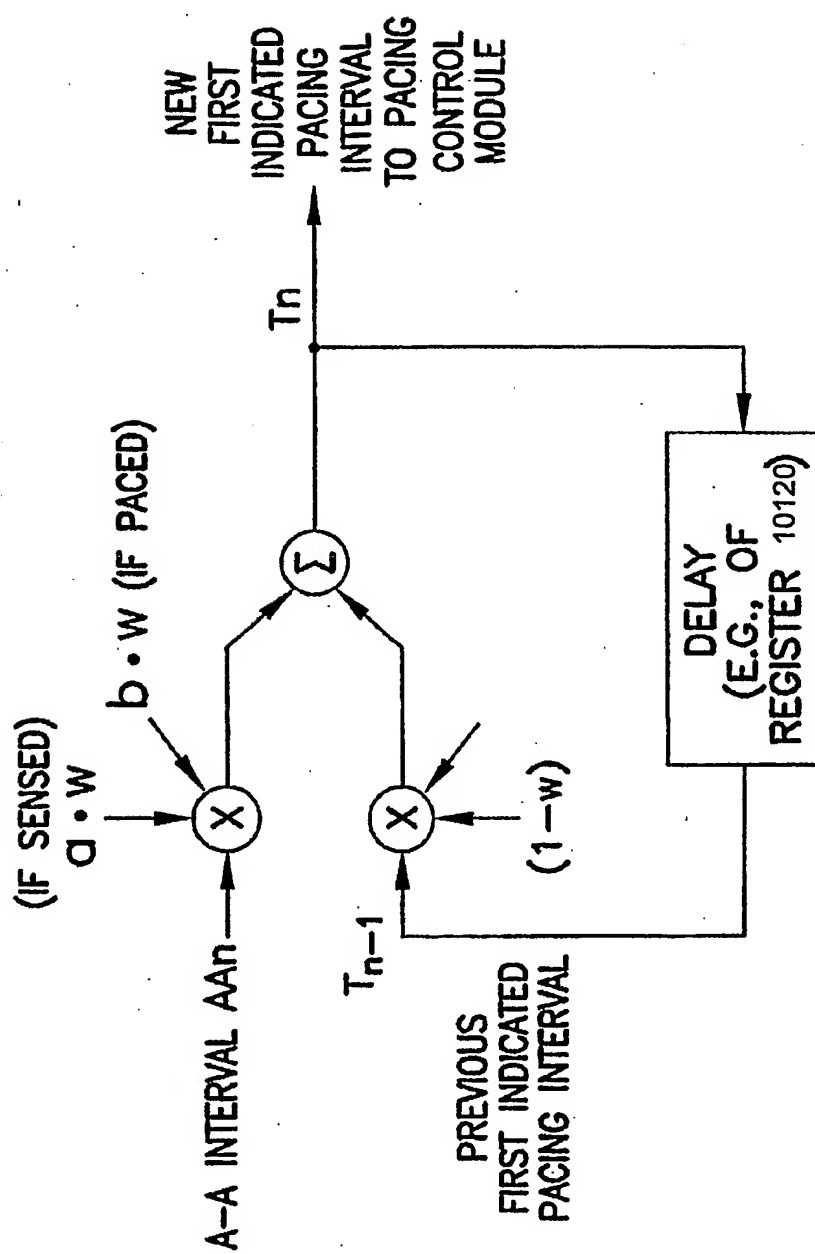 (IF SENSED)
a • w
b • w (IF PACED)
A–A INTERVAL AAn
X
Σ
Tn
NEW
FIRST
INDICATED
PACING
INTERVAL
TO PACING
CONTROL
MODULE
Tn–1
X
(1–w)
PREVIOUS
FIRST INDICATED
PACING INTERVAL
DELAY
(E.G., OF
REGISTER 10120)